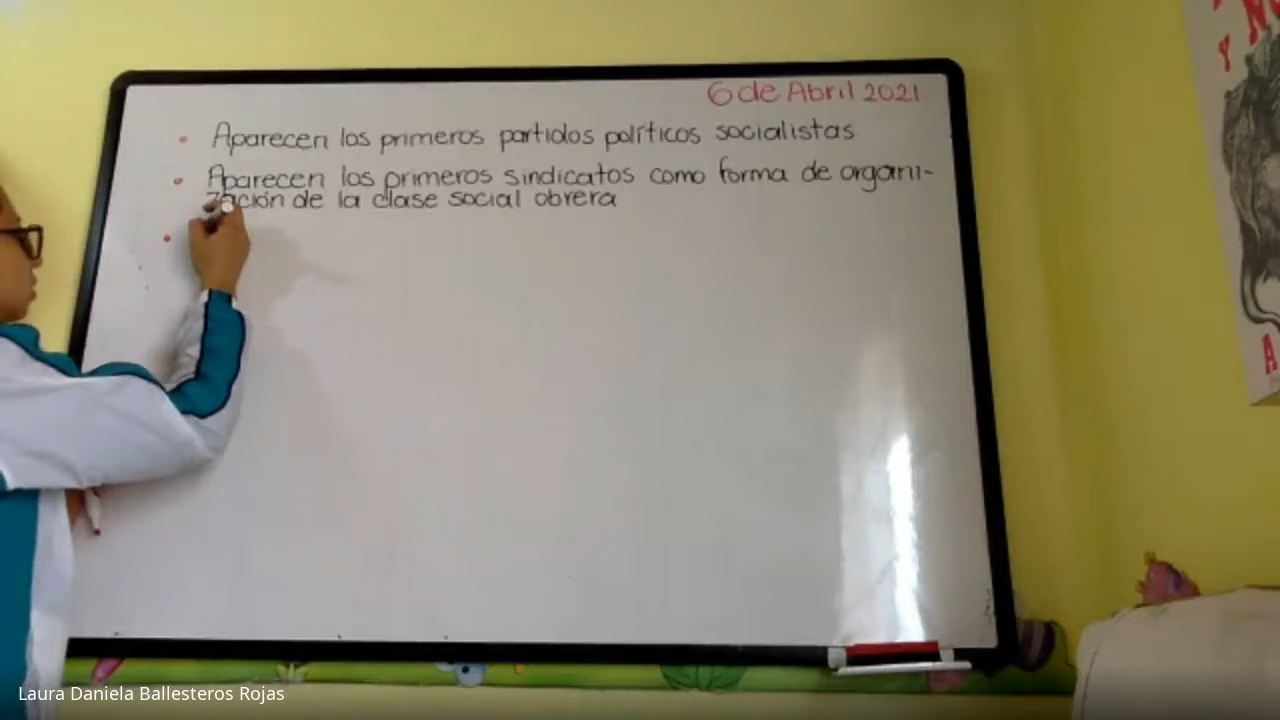 6 de Abril 2021
• Aparecen los primeros partidos políticos socialistas
• Aparecen los primeros sindicatos como forma de organi-
zación de la clase social obrera
•
Y
A
Laura Daniela Ballesteros Rojas